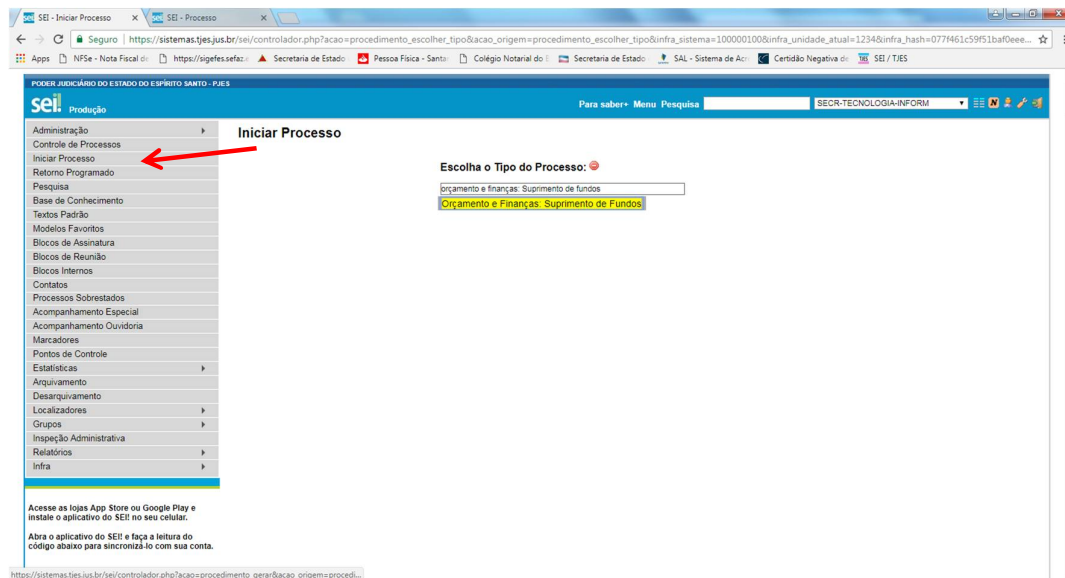 SEI - Iniciar Processo
SEI - Processo
Seguro | https://sistemas.tjes.jus.br/sei/controlador.php?acao=procedimento_escolher_tipo&acao_origem=procedimento_escolher_tipo&infra_sistema=100000100&infra_unidade_atual=1234&infra_hash=077f461c59f51baf0eee...
Apps NFSe - Nota Fiscal de https://sigefes.sefaz.e Secretaria de Estado Pessoa Física - Santa Colégio Notarial do Secretaria de Estado SAL - Sistema de Acr Certidão Negativa de SEI / TJES
PODER JUDICIÁRIO DO ESTADO DO ESPÍRITO SANTO - PJES
sei! Produção
Para saber+ Menu Pesquisa
SECR-TECNOLOGIA-INFORM
Administração
Controle de Processos
Iniciar Processo
Retorno Programado
Pesquisa
Base de Conhecimento
Textos Padrão
Modelos Favoritos
Blocos de Assinatura
Blocos de Reunião
Blocos Internos
Contatos
Processos Sobrestados
Acompanhamento Especial
Acompanhamento Ouvidoria
Marcadores
Pontos de Controle
Estatísticas
Arquivamento
Desarquivamento
Localizadores
Grupos
Inspeção Administrativa
Relatórios
Infra
Acesse as lojas App Store ou Google Play e
instale o aplicativo do SEI! no seu celular.
Abra o aplicativo do SEI! e faça a leitura do
código abaixo para sincronizá-lo com sua conta.
Iniciar Processo
Escolha o Tipo do Processo:
orçamento e finanças: Suprimento de fundos
Orçamento e Finanças: Suprimento de Fundos
https://sistemas.tjes.jus.br/sei/controlador.php?acao=procedimento_gerar&acao_origem=procedi...